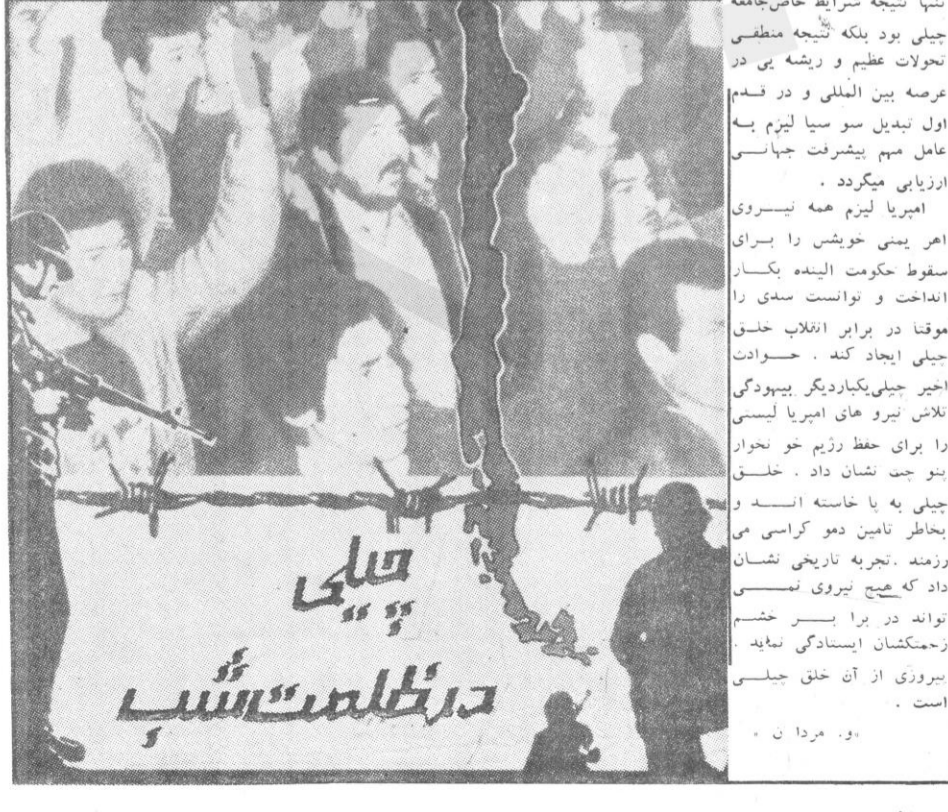 تنها نتیجه شرایط خاص جامعه
چیلی بود بلکه نتیجه منطقی
تحولات عظیم و ریشه یی در
عرصه بین المللی و در قدم
اول تبدیل سو سیا لیزم به
عامل مهم پیشرفت جهانی
ارزیابی میگردد .
امپریا لیزم همه نیروی
اهر یمنی خویش را برای
سقوط حکومت الینده بکار
انداخت و توانست سدی را
موقتا در برابر انقلاب خلق
چیلی ایجاد کند . حوادث
اخیر چیلی یکباردیگر بیهودگی
تلاش نیرو های امپریا لیستی
را برای حفظ رژیم خو نخوار
پنو چت نشان داد . خلق
چیلی به پا خاسته اند و
بخاطر تامین دمو کراسی می
رزمند . تجربه تاریخی نشان
داد که هیچ نیروی نمی
تواند در برا بر خشم
زحمتکشان ایستادگی نماید .
پیروزی از آن خلق چیلی
است .
«و. مردا ن »
چیلی
در ظلمت شب